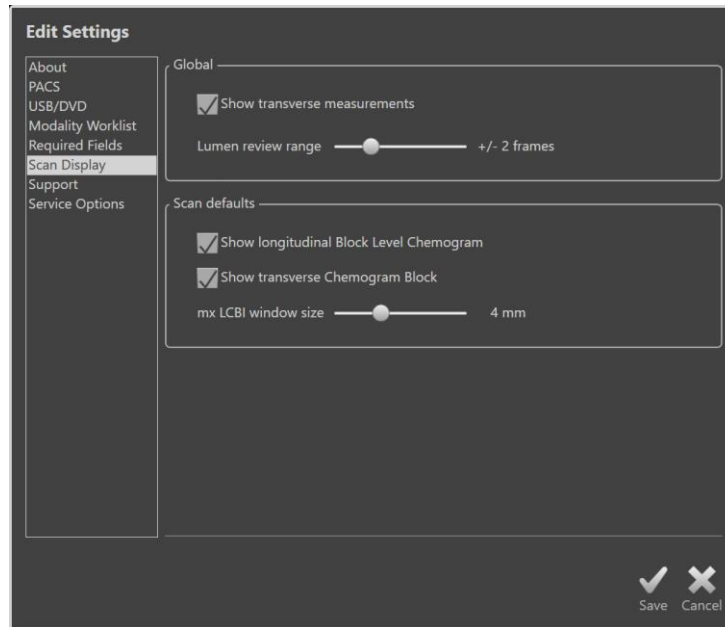 Edit Settings
About
PACS
USB/DVD
Modality Worklist
Required Fields
Scan Display
Support
Service Options
Global
Show transverse measurements
Lumen review range +/- 2 frames
Scan defaults
Show longitudinal Block Level Chemogram
Show transverse Chemogram Block
mx LCBI window size 4 mm
Save Cancel